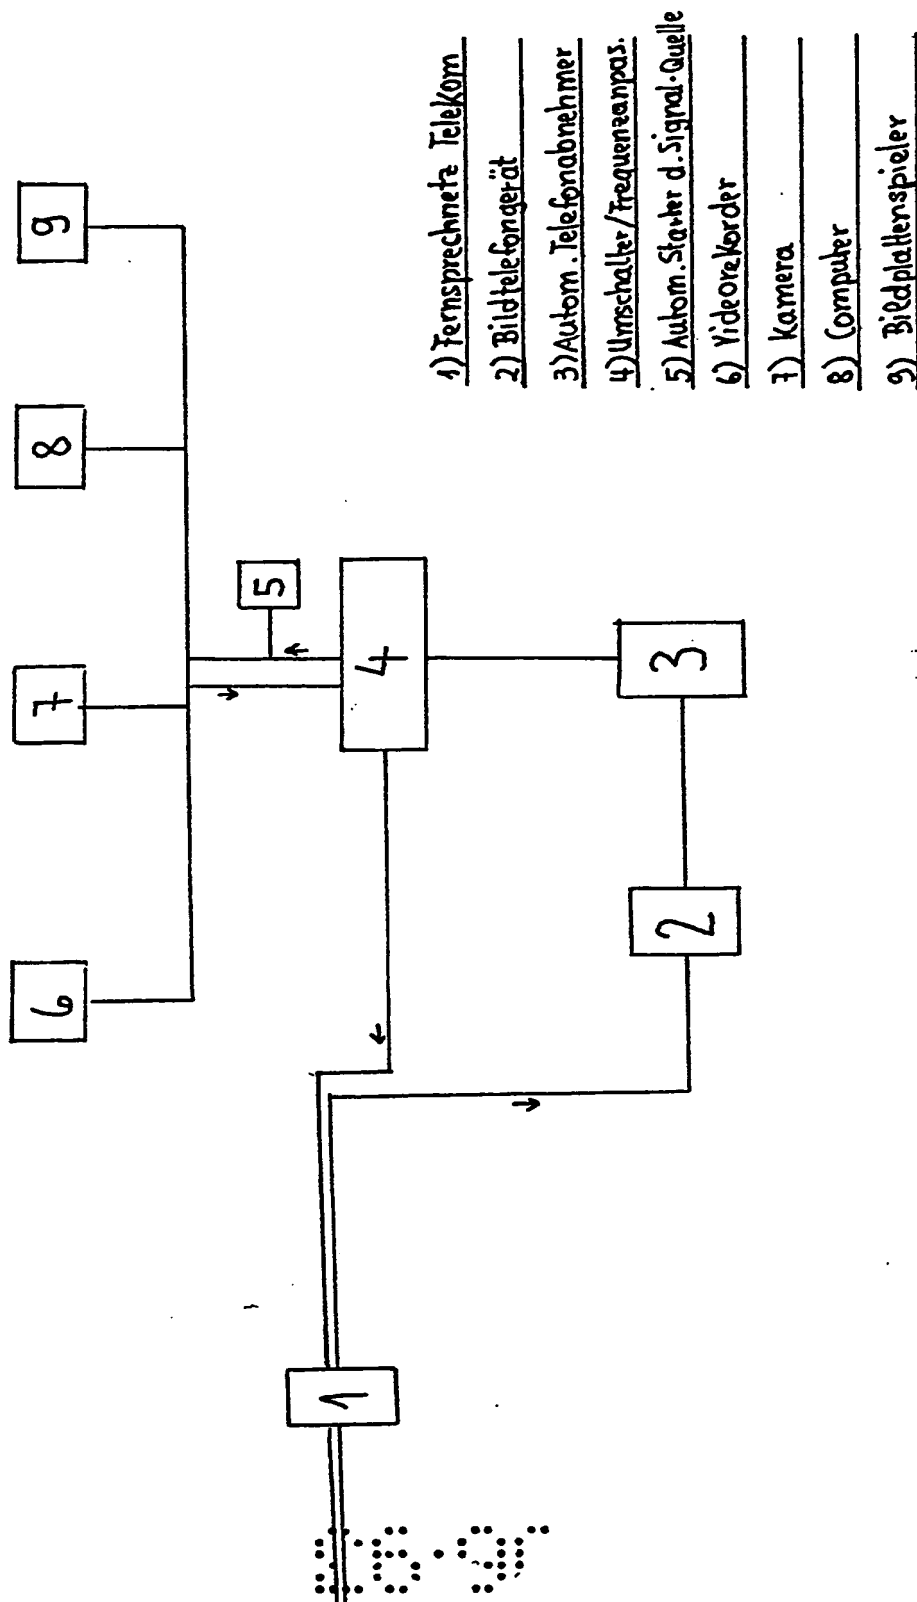 9
8
7
6
5
4
3
2
1
1) Fernsprechnetz Telekom
2) Bildtelefongerät
3) Autom. Telefonabnehmer
4) Umschalter/Frequenzanpas.
5) Autom. Starter d. Signal-Quelle
6) Videorekorder
7) Kamera
8) Computer
9) Bildplattenspieler